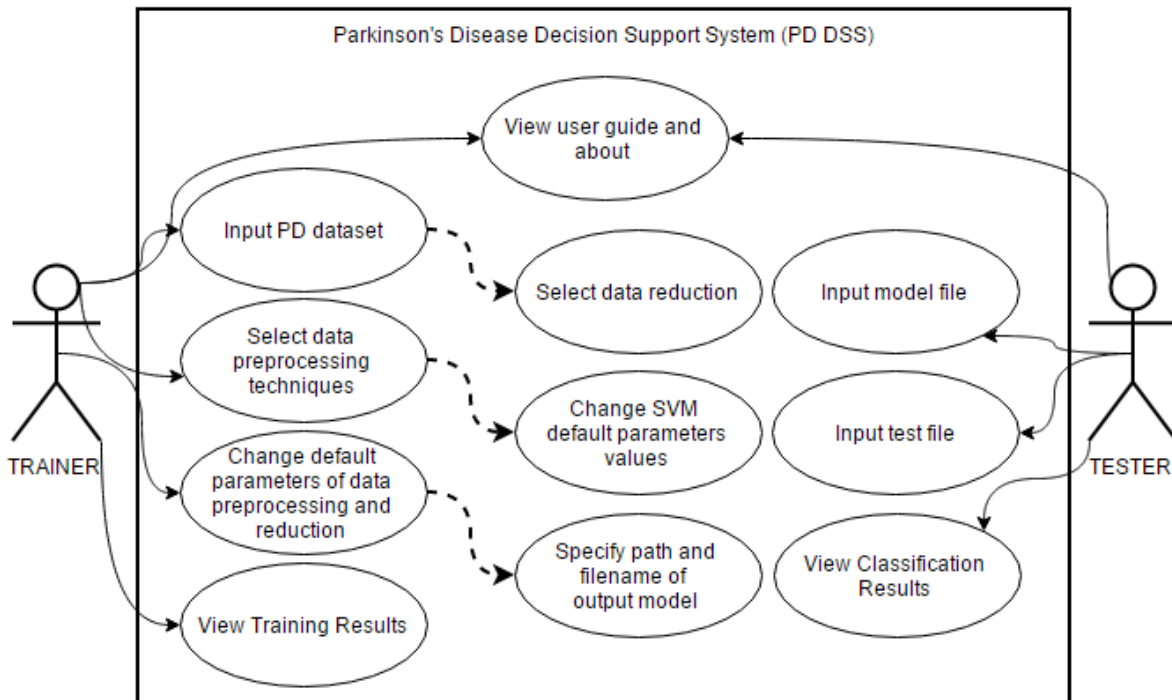 Parkinson's Disease Decision Support System (PD DSS)
View user guide and
about
Input PD dataset
Select data reduction
Input model file
Select data
preprocessing
techniques
Change SVM
default parameters
values
Input test file
TRAINER
TESTER
Change default
parameters of data
preprocessing and
reduction
Specify path and
filename of
output model
View Classification
Results
View Training Results